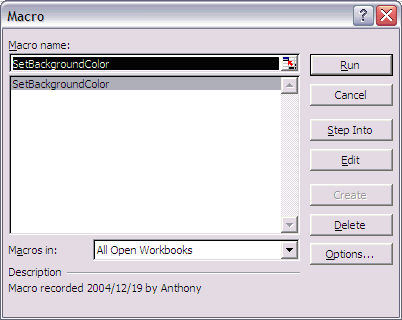 Macro
Macro name:
SetBackgroundColor
Run
SetBackgroundColor
Cancel
Step Into
Edit
Create
Delete
Macros in: All Open Workbooks
Options...
Description
Macro recorded 2004/12/19 by Anthony